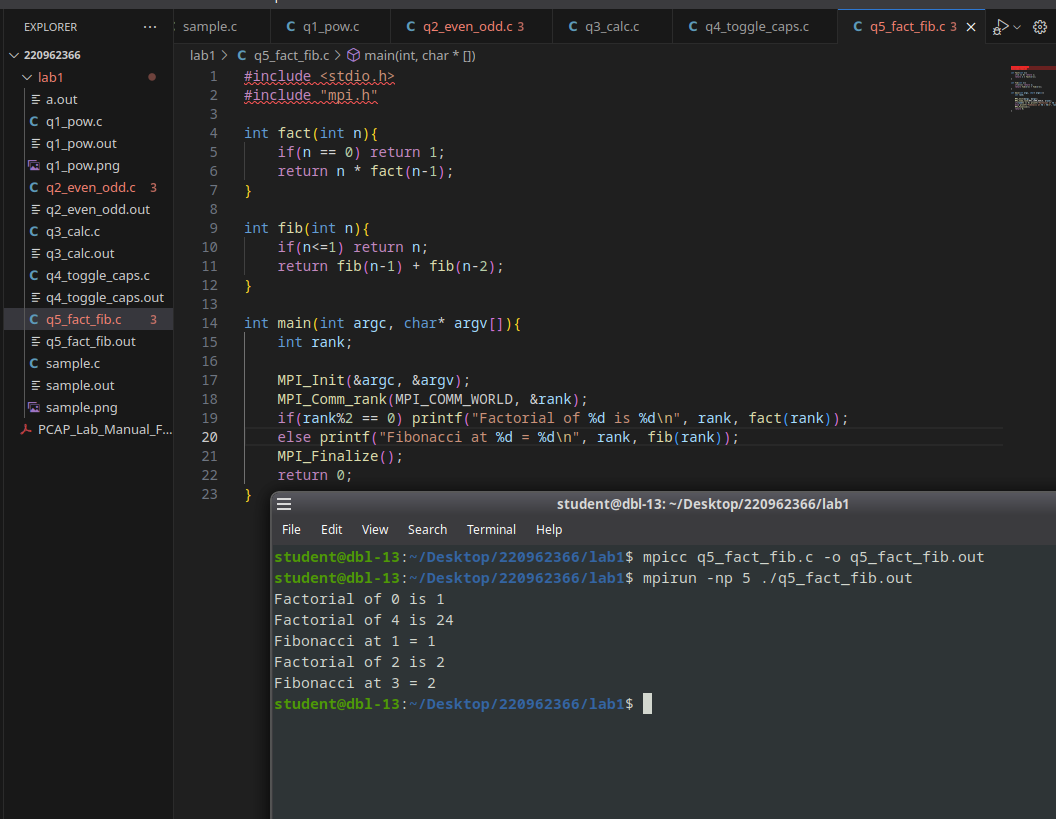 EXPLORER ...
220962366
lab1
a.out
C q1_pow.c
q1_pow.out
q1_pow.png
C q2_even_odd.c 3
q2_even_odd.out
C q3_calc.c
q3_calc.out
C q4_toggle_caps.c
q4_toggle_caps.out
C q5_fact_fib.c 3
q5_fact_fib.out
C sample.c
sample.out
sample.png
PCAP_Lab_Manual_F...
sample.c C q1_pow.c C q2_even_odd.c 3 C q3_calc.c C q4_toggle_caps.c C q5_fact_fib.c 3
lab1 > C q5_fact_fib.c > main(int, char * [])
1 #include <stdio.h>
2 #include "mpi.h"
3
4 int fact(int n){
5 if(n == 0) return 1;
6 return n * fact(n-1);
7 }
8
9 int fib(int n){
10 if(n<=1) return n;
11 return fib(n-1) + fib(n-2);
12 }
13
14 int main(int argc, char* argv[]){
15 int rank;
16
17 MPI_Init(&argc, &argv);
18 MPI_Comm_rank(MPI_COMM_WORLD, &rank);
19 if(rank%2 == 0) printf("Factorial of %d is %d\n", rank, fact(rank));
20 else printf("Fibonacci at %d = %d\n", rank, fib(rank));
21 MPI_Finalize();
22 return 0;
23 }
student@dbl-13: ~/Desktop/220962366/lab1
File Edit View Search Terminal Help
student@dbl-13:~/Desktop/220962366/lab1$ mpicc q5_fact_fib.c -o q5_fact_fib.out
student@dbl-13:~/Desktop/220962366/lab1$ mpirun -np 5 ./q5_fact_fib.out
Factorial of 0 is 1
Factorial of 4 is 24
Fibonacci at 1 = 1
Factorial of 2 is 2
Fibonacci at 3 = 2
student@dbl-13:~/Desktop/220962366/lab1$